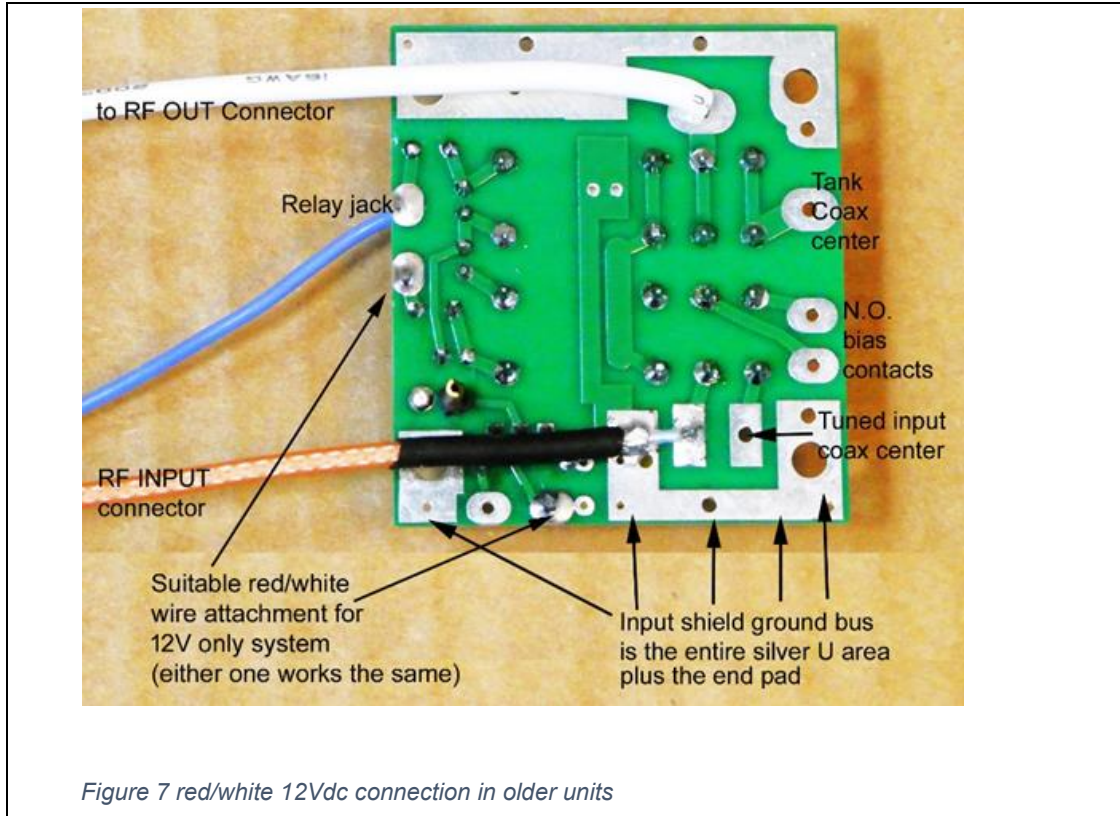 18AWG
to RF OUT Connector
Relay jack
Tank
Coax
center
N.O.
bias
contacts
Tuned input
coax center
RF INPUT
connector
Suitable red/white
wire attachment for
12V only system
(either one works the same)
Input shield ground bus
is the entire silver U area
plus the end pad
Figure 7 red/white 12Vdc connection in older units